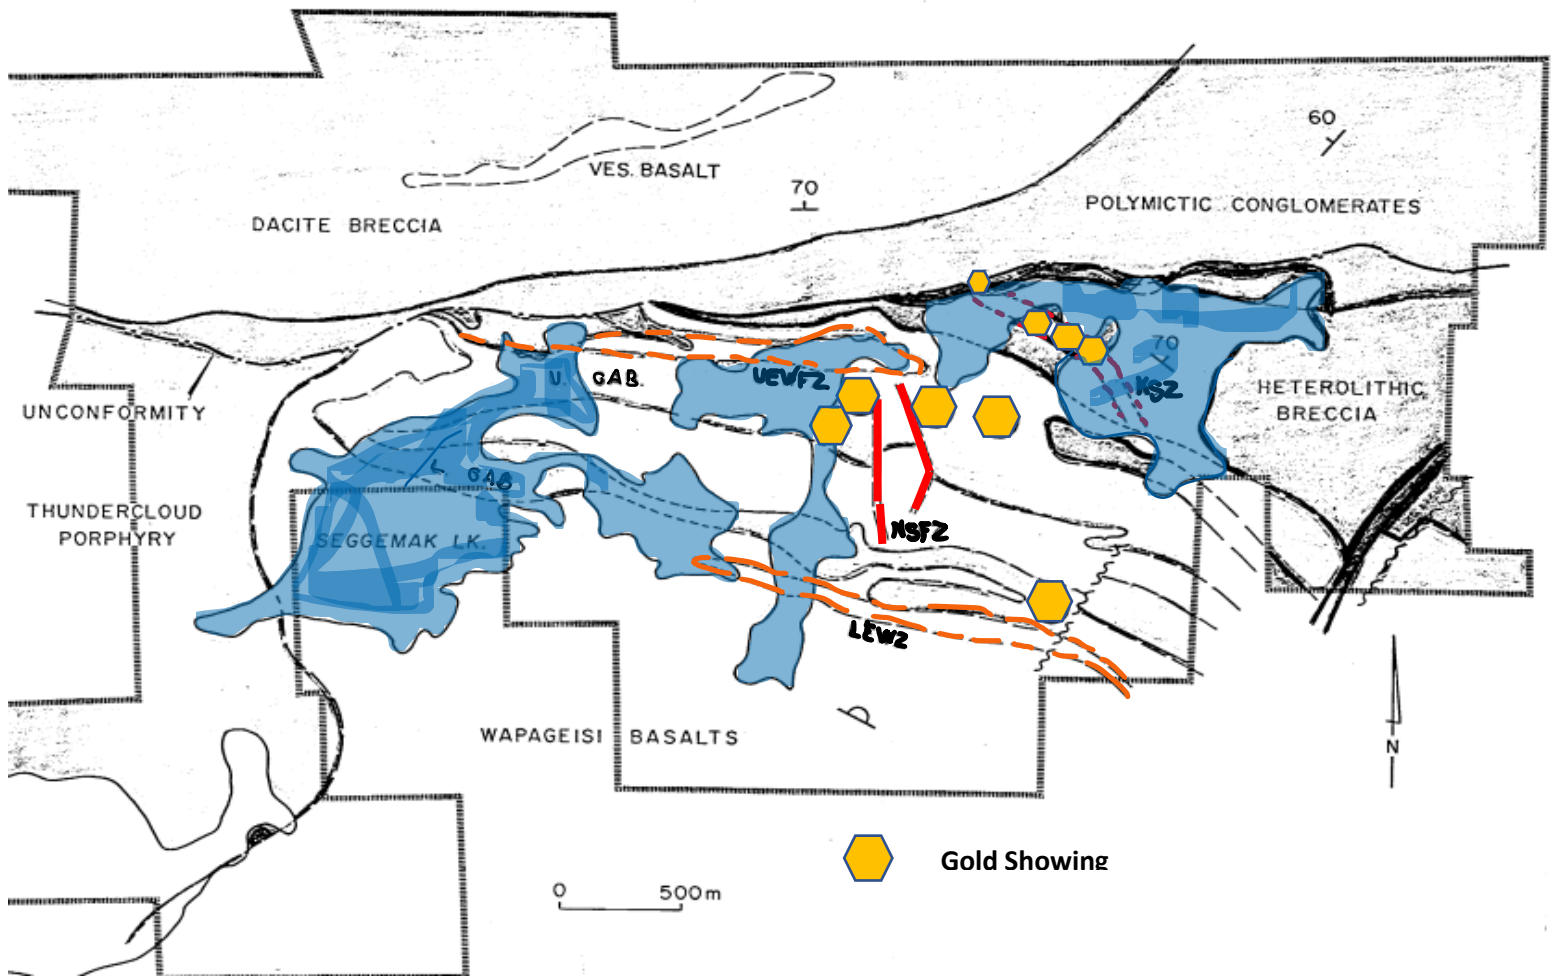 60
VES. BASALT
70
POLYMICTIC CONGLOMERATES
DACITE BRECCIA
70
U. GAB.
UEWFZ
KSZ
HETEROLITHIC
BRECCIA
UNCONFORMITY
L. GAB
THUNDERCLOUD
PORPHYRY
SEGGEMAK LK.
NSFZ
LEWZ
WAPAGEISI BASALTS
N
Gold Showing
0 500m